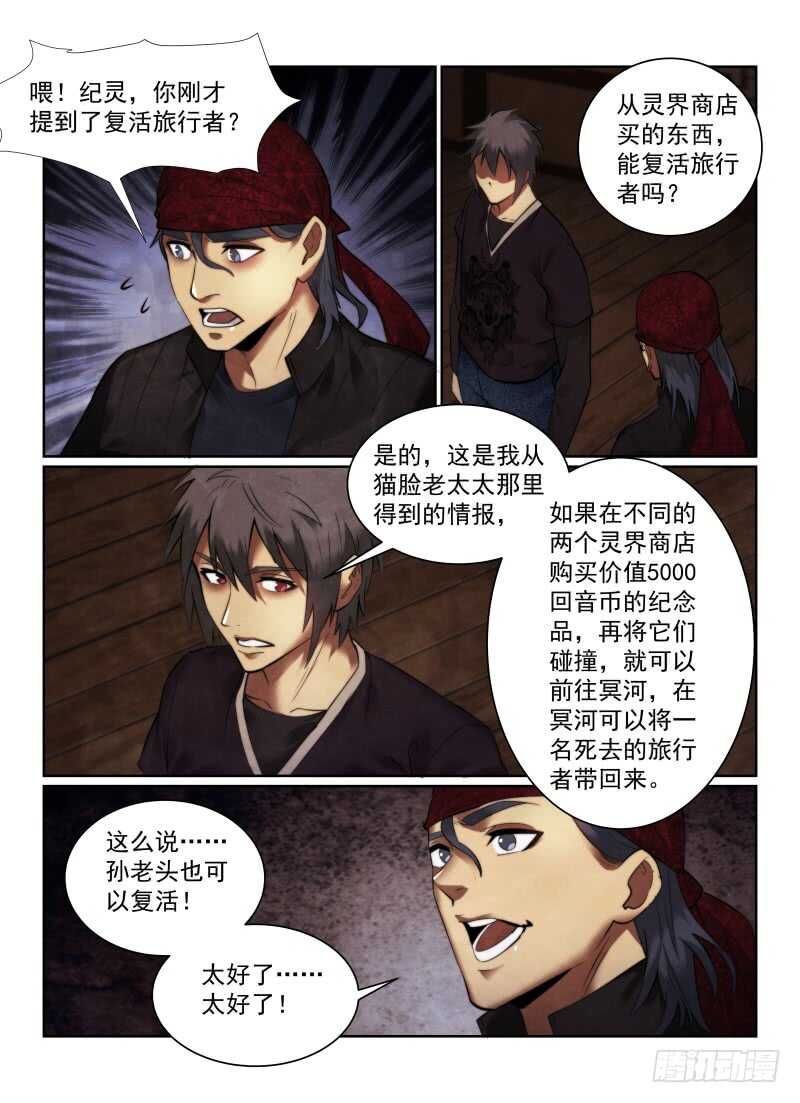 喂！纪灵，你刚才
提到了复活旅行者？
从灵界商店
买的东西，
能复活旅行
者吗？
是的，这是我从
猫脸老太太那里
得到的情报，
如果在不同的
两个灵界商店
购买价值5000
回音币的纪念
品，再将它们
碰撞，就可以
前往冥河，在
冥河可以将一
名死去的旅行
者带回来。
这么说……
孙老头也可
以复活！
太好了……
太好了！
腾讯动漫